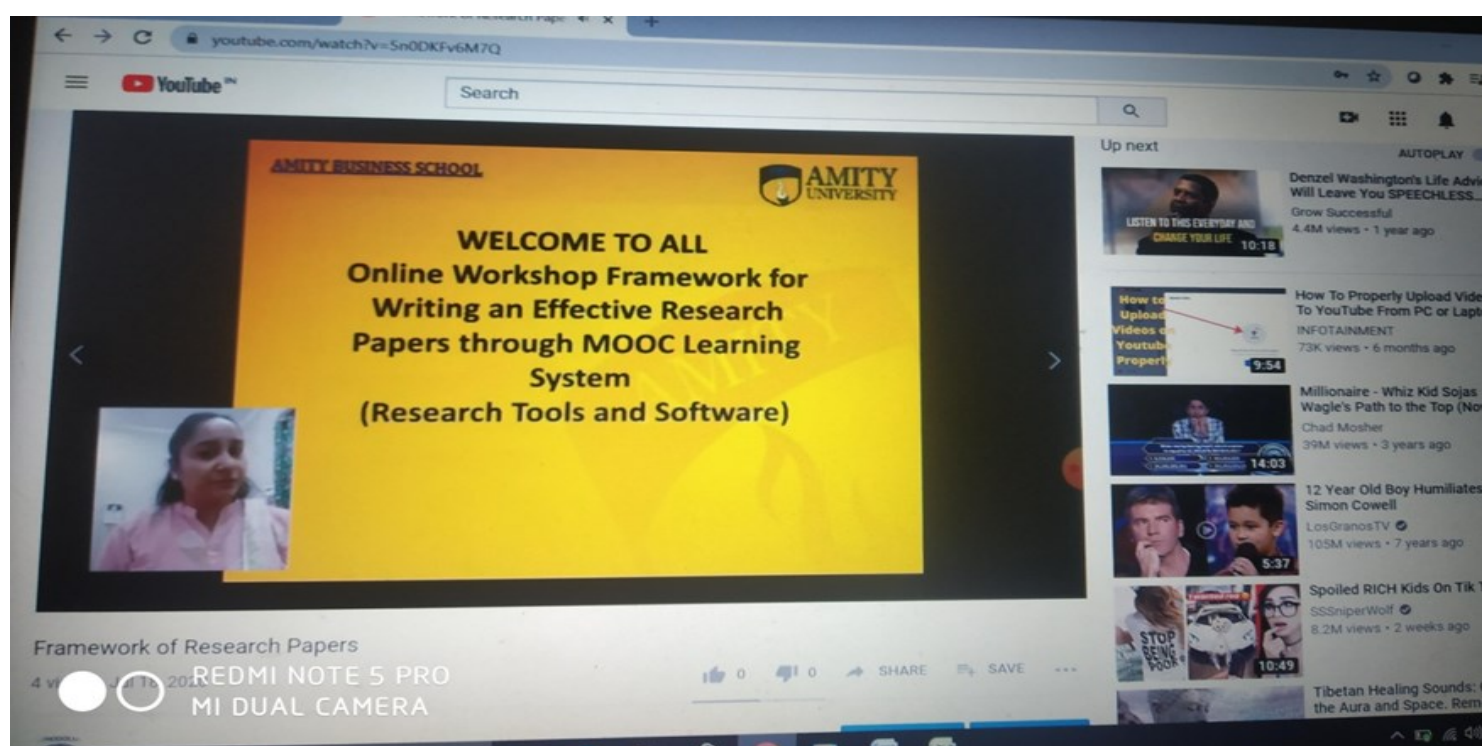 youtube.com/watch?v=5n0DKFv6M7Q
YouTube IN
Search
AMITY BUSINESS SCHOOL
AMITY
UNIVERSITY
WELCOME TO ALL
Online Workshop Framework for
Writing an Effective Research
Papers through MOOC Learning
System
(Research Tools and Software)
AMITY
Framework of Research Papers
0
0
SHARE
SAVE
REDMI NOTE 5 PRO
MI DUAL CAMERA
Up next
AUTOPLAY
LISTEN TO THIS EVERYDAY AND
CHANGE YOUR LIFE
10:18
Denzel Washington's Life
Will Leave You SPEECHLESS...
Grow Successful
4.4M views • 1 year ago
How to
Upload
Videos on
Youtube
Properly
9:54
How To Properly Upload
To YouTube From PC or
INFOTAINMENT
73K views • 6 months ago
14:03
Millionaire - Whiz Kid Sojas
Wagle's Path to the Top
Chad Mosher
39M views • 3 years ago
5:37
12 Year Old Boy Humiliates
Simon Cowell
LosGranosTV
105M views • 7 years ago
STOP
BEING
POOR
10:49
Spoiled RICH Kids On Tik
SSSniperWolf
8.2M views • 2 weeks ago
Tibetan Healing Sounds:
the Aura and Space.